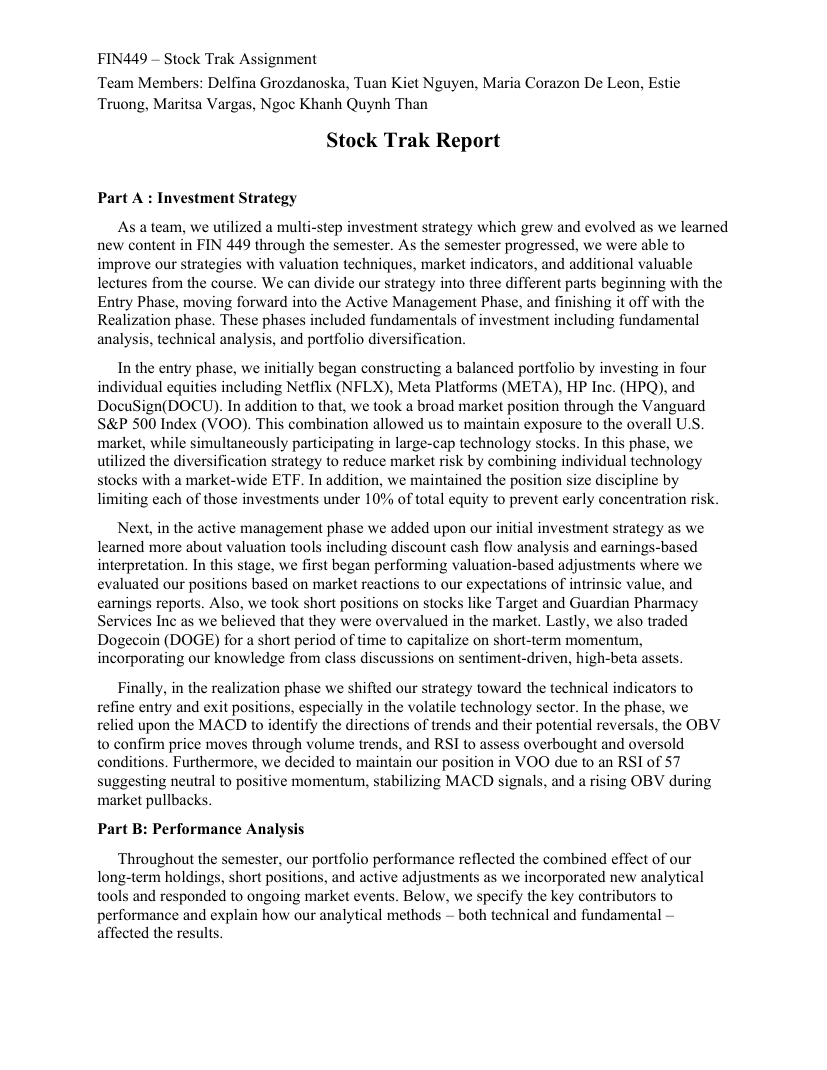 FIN449 – Stock Trak Assignment
Team Members: Delfina Grozdanoska, Tuan Kiet Nguyen, Maria Corazon De Leon, Estie
Truong, Maritsa Vargas, Ngoc Khanh Quynh Than
Stock Trak Report
Part A : Investment Strategy
As a team, we utilized a multi-step investment strategy which grew and evolved as we learned
new content in FIN 449 through the semester. As the semester progressed, we were able to
improve our strategies with valuation techniques, market indicators, and additional valuable
lectures from the course. We can divide our strategy into three different parts beginning with the
Entry Phase, moving forward into the Active Management Phase, and finishing it off with the
Realization phase. These phases included fundamentals of investment including fundamental
analysis, technical analysis, and portfolio diversification.
In the entry phase, we initially began constructing a balanced portfolio by investing in four
individual equities including Netflix (NFLX), Meta Platforms (META), HP Inc. (HPQ), and
DocuSign(DOCU). In addition to that, we took a broad market position through the Vanguard
S&P 500 Index (VOO). This combination allowed us to maintain exposure to the overall U.S.
market, while simultaneously participating in large-cap technology stocks. In this phase, we
utilized the diversification strategy to reduce market risk by combining individual technology
stocks with a market-wide ETF. In addition, we maintained the position size discipline by
limiting each of those investments under 10% of total equity to prevent early concentration risk.
Next, in the active management phase we added upon our initial investment strategy as we
learned more about valuation tools including discount cash flow analysis and earnings-based
interpretation. In this stage, we first began performing valuation-based adjustments where we
evaluated our positions based on market reactions to our expectations of intrinsic value, and
earnings reports. Also, we took short positions on stocks like Target and Guardian Pharmacy
Services Inc as we believed that they were overvalued in the market. Lastly, we also traded
Dogecoin (DOGE) for a short period of time to capitalize on short-term momentum,
incorporating our knowledge from class discussions on sentiment-driven, high-beta assets.
Finally, in the realization phase we shifted our strategy toward the technical indicators to
refine entry and exit positions, especially in the volatile technology sector. In the phase, we
relied upon the MACD to identify the directions of trends and their potential reversals, the OBV
to confirm price moves through volume trends, and RSI to assess overbought and oversold
conditions. Furthermore, we decided to maintain our position in VOO due to an RSI of 57
suggesting neutral to positive momentum, stabilizing MACD signals, and a rising OBV during
market pullbacks.
Part B: Performance Analysis
Throughout the semester, our portfolio performance reflected the combined effect of our
long-term holdings, short positions, and active adjustments as we incorporated new analytical
tools and responded to ongoing market events. Below, we specify the key contributors to
performance and explain how our analytical methods – both technical and fundamental –
affected the results.